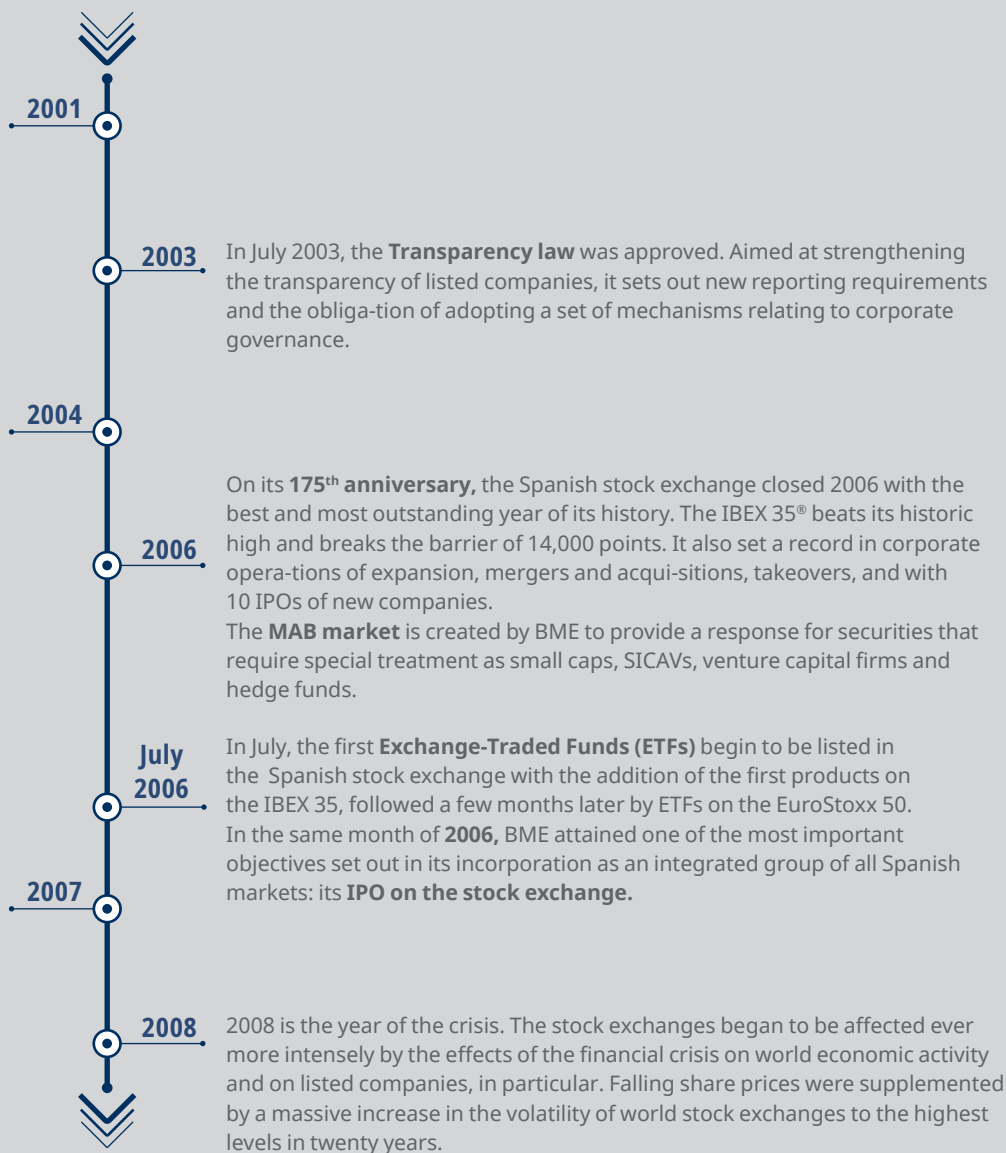 2001
2003
In July 2003, the Transparency law was approved. Aimed at strengthening
the transparency of listed companies, it sets out new reporting requirements
and the obliga-tion of adopting a set of mechanisms relating to corporate
governance.
2004
On its 175th anniversary, the Spanish stock exchange closed 2006 with the
best and most outstanding year of its history. The IBEX 35® beats its historic
high and breaks the barrier of 14,000 points. It also set a record in corporate
2006
opera-tions of expansion, mergers and acqui-sitions, takeovers, and with
10 IPOs of new companies.
The MAB market is created by BME to provide a response for securities that
require special treatment as small caps, SICAVs, venture capital firms and
hedge funds.
July
2006
In July, the first Exchange-Traded Funds (ETFs) begin to be listed in
the Spanish stock exchange with the addition of the first products on
the IBEX 35, followed a few months later by ETFs on the EuroStoxx 50.
In the same month of 2006, BME attained one of the most important
objectives set out in its incorporation as an integrated group of all Spanish
markets: its IPO on the stock exchange.
2007
2008
2008 is the year of the crisis. The stock exchanges began to be affected ever
more intensely by the effects of the financial crisis on world economic activity
and on listed companies, in particular. Falling share prices were supplemented
by a massive increase in the volatility of world stock exchanges to the highest
levels in twenty years.